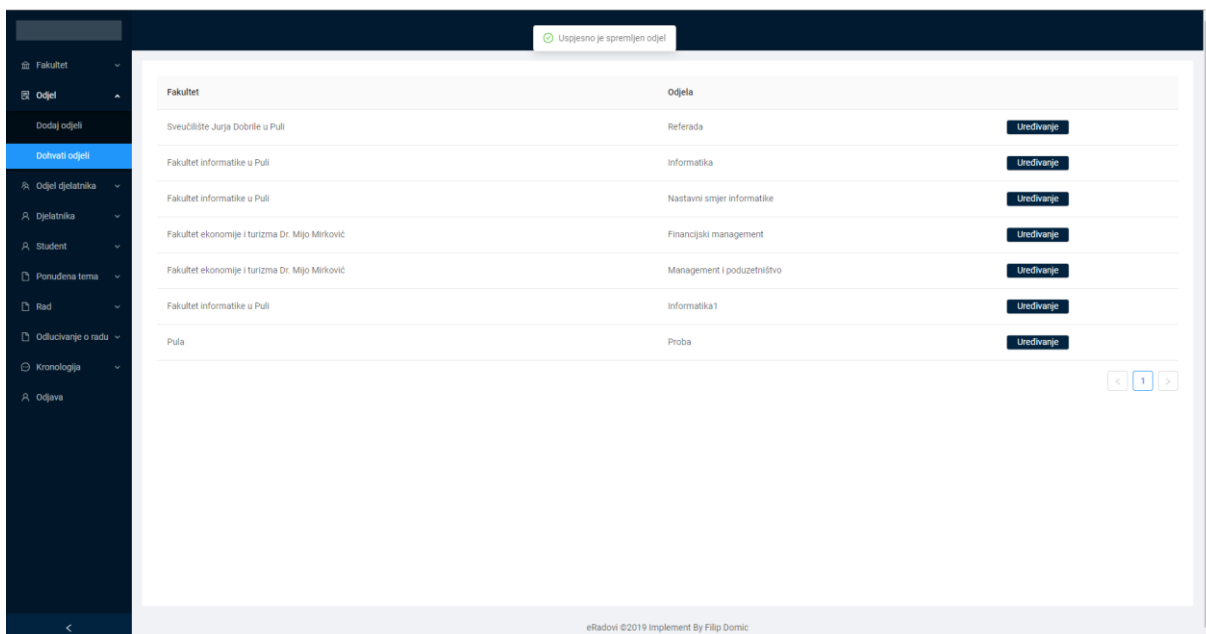 Uspjesno je spremljen odjel
Fakultet
Odjel
Dodaj odjeli
Dohvati odjeli
Odjel djelatnika
Djelatnika
Student
Ponuđena tema
Rad
Odlucivanje o radu
Kronologija
Odjava
Fakultet Odjela
Sveučilište Jurja Dobrile u Puli Referada Uređivanje
Fakultet informatike u Puli Informatika Uređivanje
Fakultet informatike u Puli Nastavni smjer informatike Uređivanje
Fakultet ekonomije i turizma Dr. Mijo Mirković Financijski management Uređivanje
Fakultet ekonomije i turizma Dr. Mijo Mirković Management i poduzetništvo Uređivanje
Fakultet informatike u Puli Informatika1 Uređivanje
Pula Proba Uređivanje
< 1 >
<
eRadovi ©2019 Implement By Filip Domic